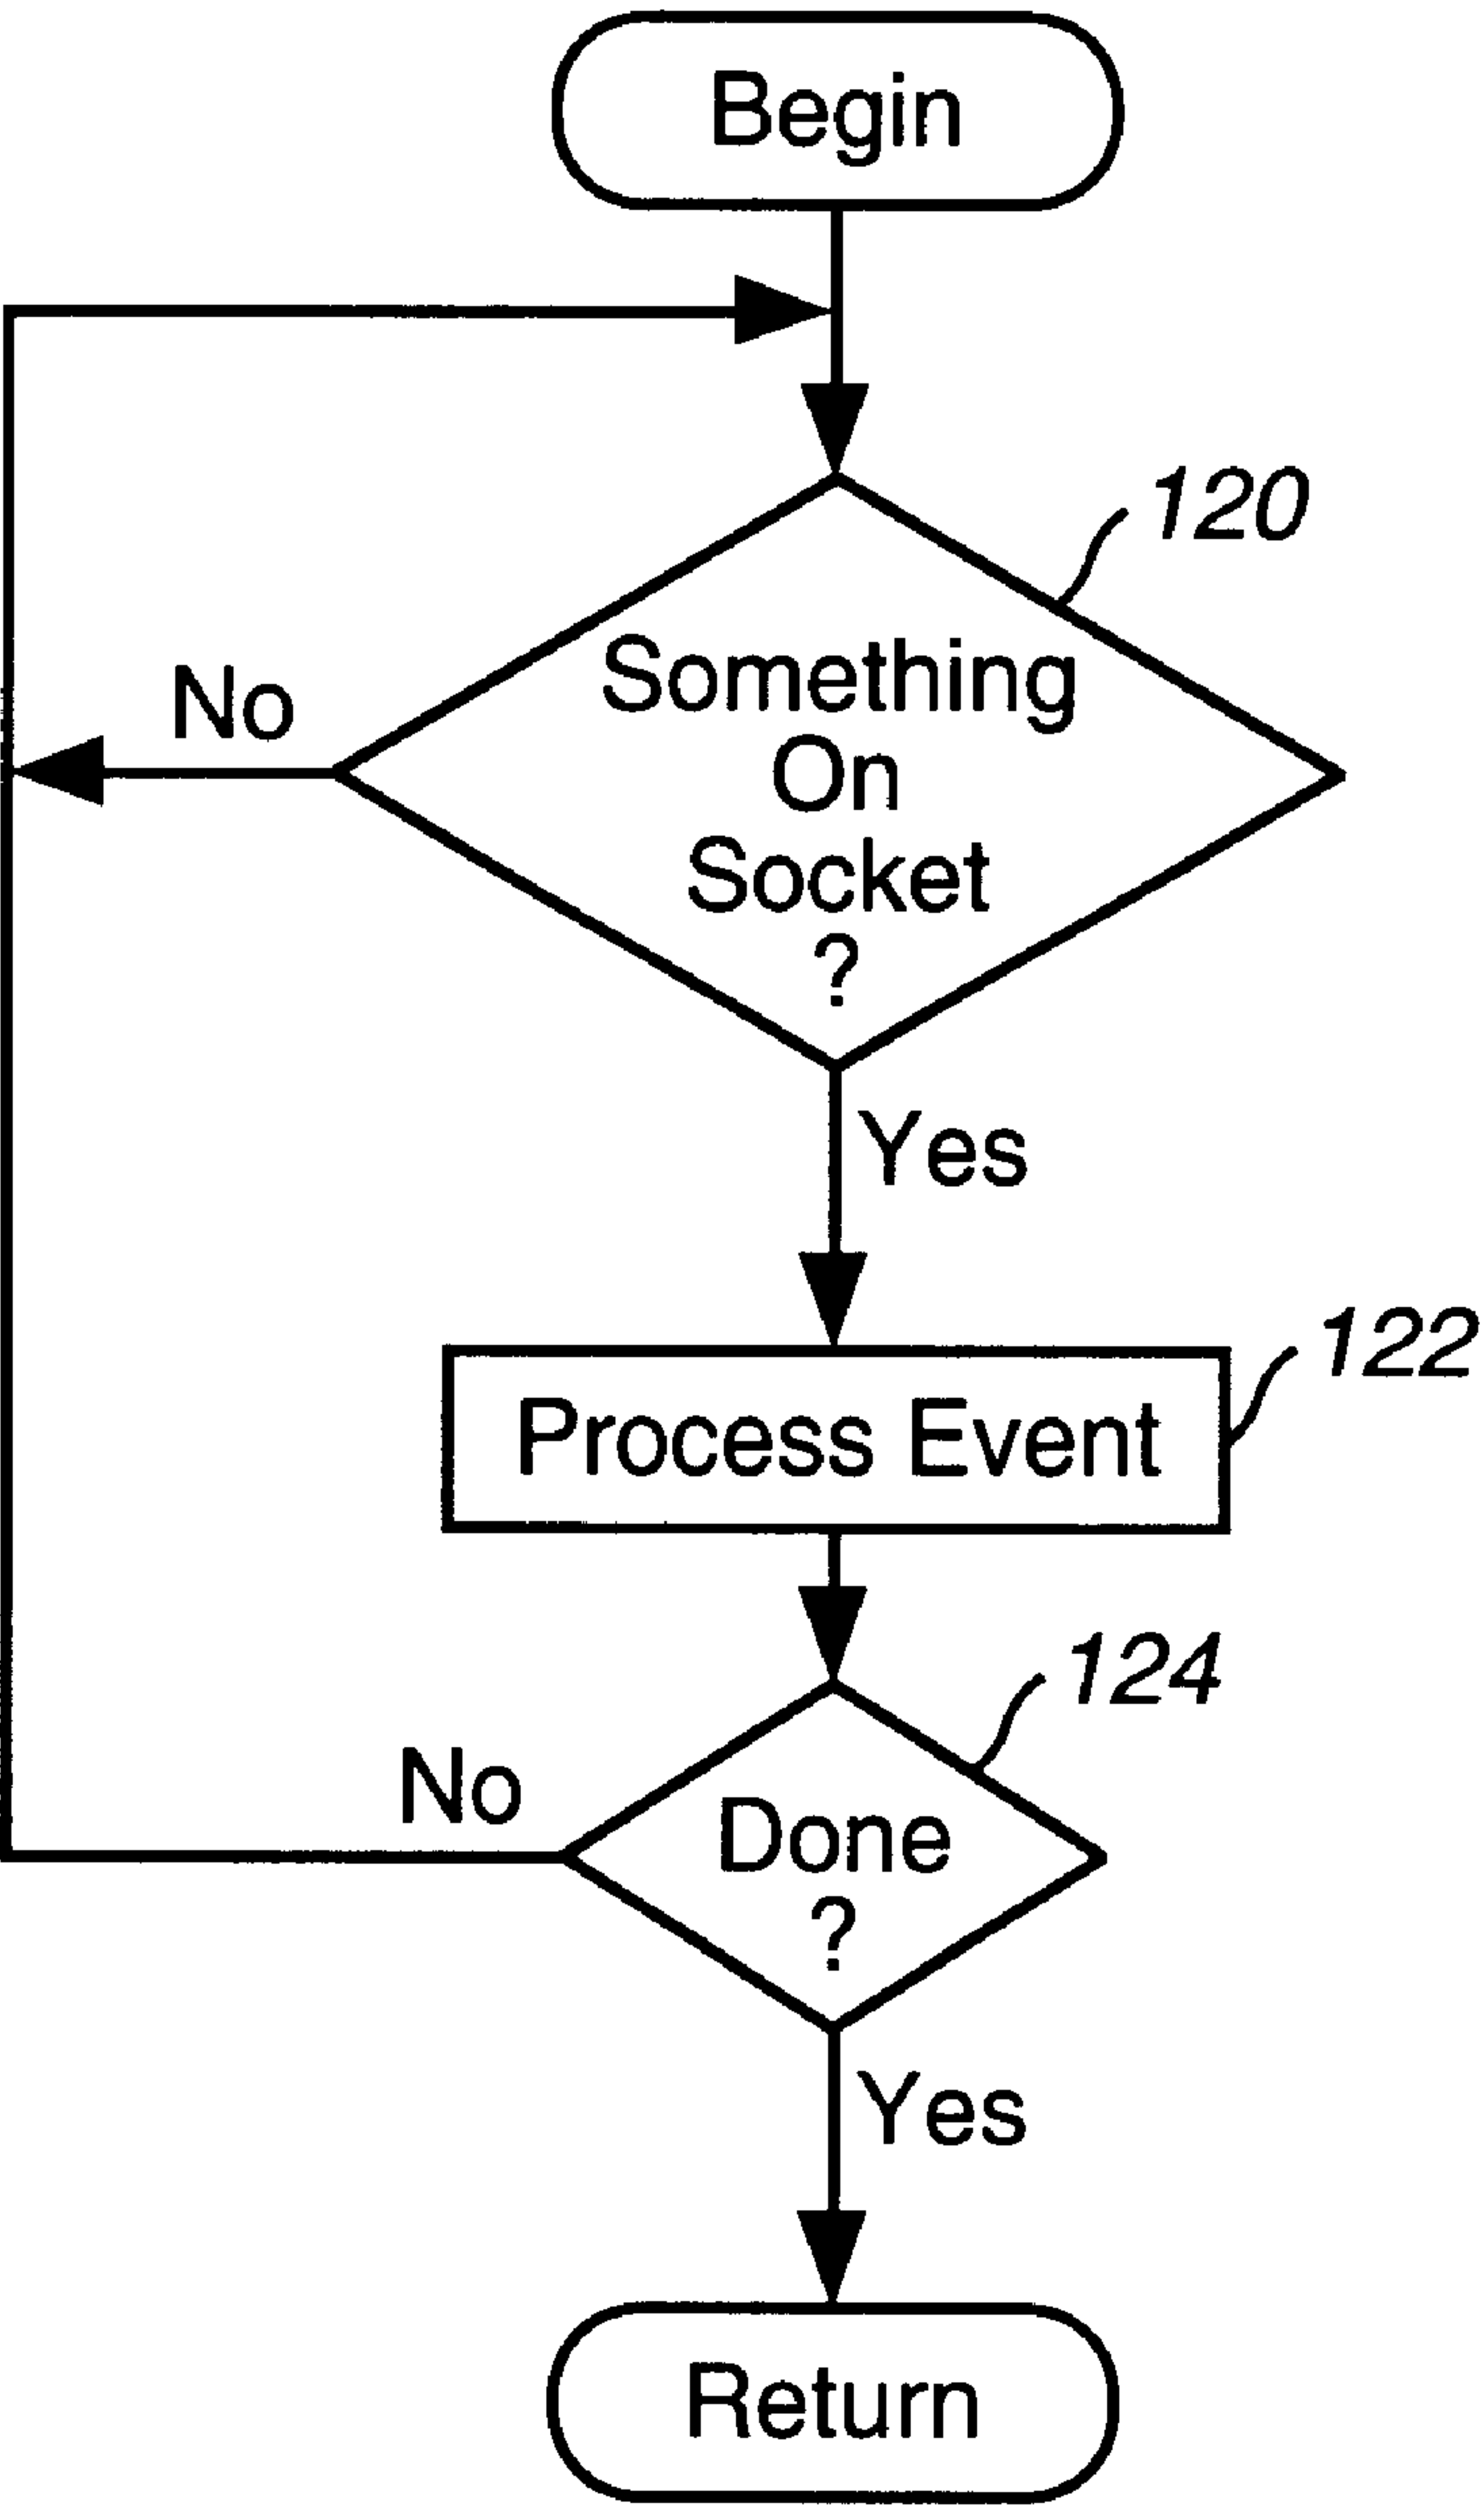 Begin
120
Something
On
Socket
?
No
Yes
122
Process Event
124
No
Done
?
Yes
Return